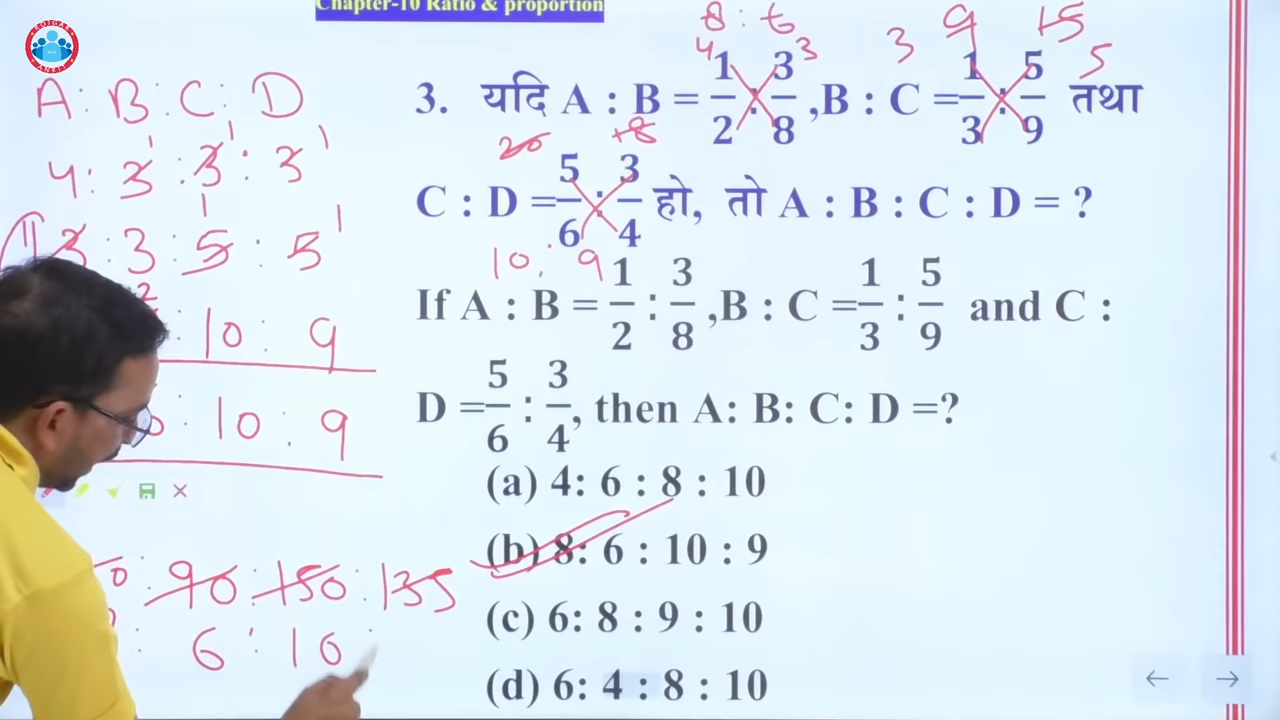 Chapter-10 Ratio & proportion
8 : 6
4 3
9 15
3 5
3. यदि A : B = 1/2 : 3/8 ,B : C = 1/3 : 5/9 तथा
20 18
C : D = 5/6 : 3/4 हो, तो A : B : C : D = ?
10 : 9
If A : B = 1/2 : 3/8 ,B : C = 1/3 : 5/9 and C :
D = 5/6 : 3/4, then A: B: C: D =?
(a) 4: 6 : 8 : 10
(b) 8: 6 : 10 : 9
(c) 6: 8 : 9 : 10
(d) 6: 4 : 8 : 10
A : B : C : D
4 : 3 : 3 : 3
3 : 3 : 5 : 5
: 10 : 9
: 10 : 9
: 90 : 150 : 135
: 6 : 10 :
ROJGAR
WITH
ANKIT